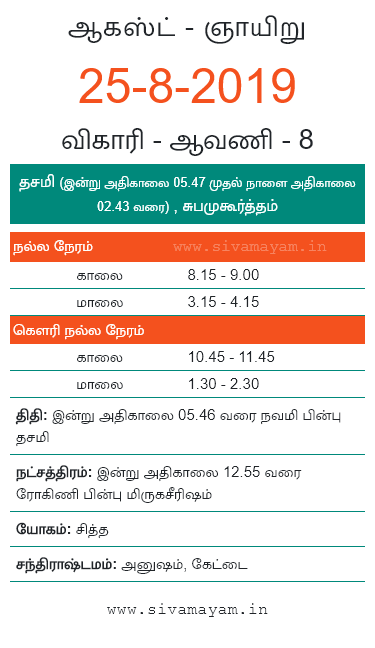 ஆகஸ்ட் - ஞாயிறு
25-8-2019
விகாரி - ஆவணி - 8
தசமி (இன்று அதிகாலை 05.47 முதல் நாளை அதிகாலை
02.43 வரை) , சுபமுகூர்த்தம்
நல்ல நேரம் www.sivamayam.in
காலை 8.15 - 9.00
மாலை 3.15 - 4.15
கௌரி நல்ல நேரம்
காலை 10.45 - 11.45
மாலை 1.30 - 2.30
திதி: இன்று அதிகாலை 05.46 வரை நவமி பின்பு
தசமி
நட்சத்திரம்: இன்று அதிகாலை 12.55 வரை
ரோகிணி பின்பு மிருகசீரிஷம்
யோகம்: சித்த
சந்திராஷ்டமம்: அனுஷம், கேட்டை
www.sivamayam.in